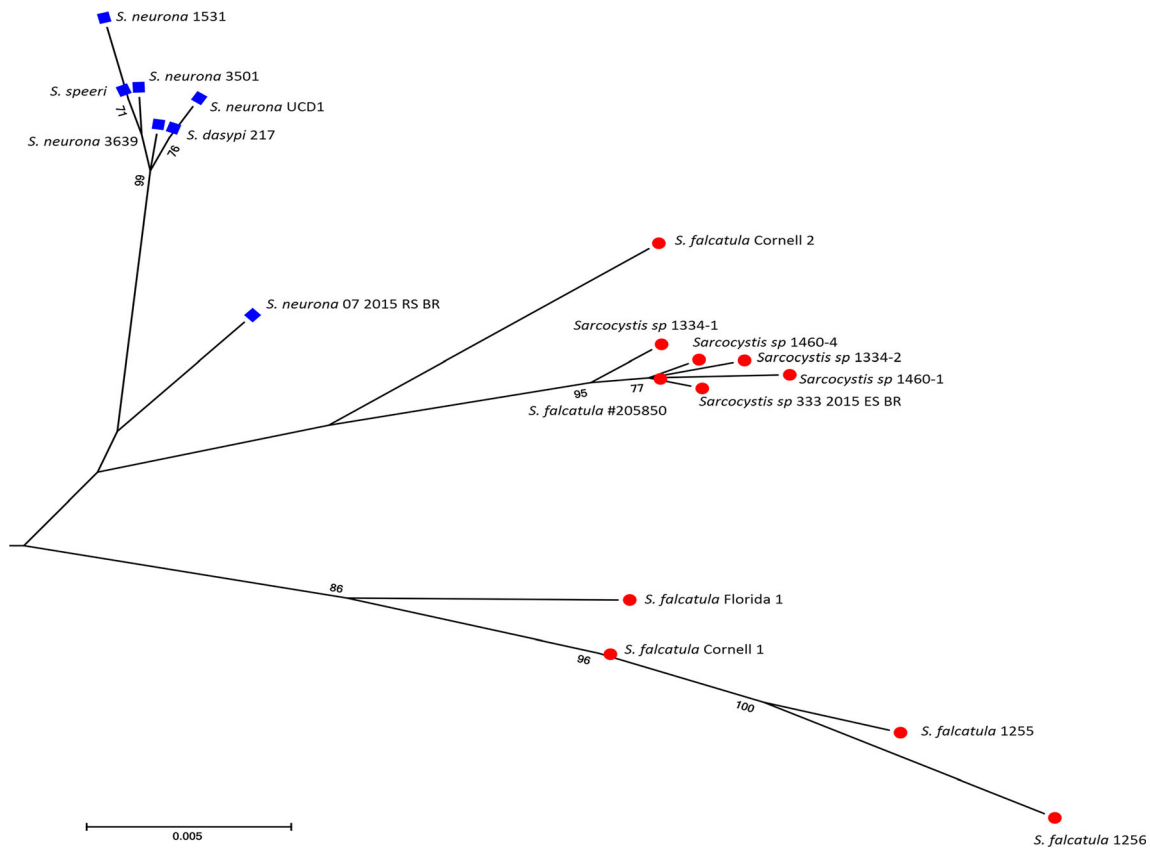 S. neurona 1531
S. neurona 3501
S. speeri
S. neurona UCD1
71
S. dasypi 217
S. neurona 3639
76
99
S. falcatula Cornell 2
S. neurona 07 2015 RS BR
Sarcocystis sp 1334-1
Sarcocystis sp 1460-4
Sarcocystis sp 1334-2
Sarcocystis sp 1460-1
95
77
Sarcocystis sp 333 2015 ES BR
S. falcatula #205850
86
S. falcatula Florida 1
S. falcatula Cornell 1
96
100
S. falcatula 1255
0.005
S. falcatula 1256